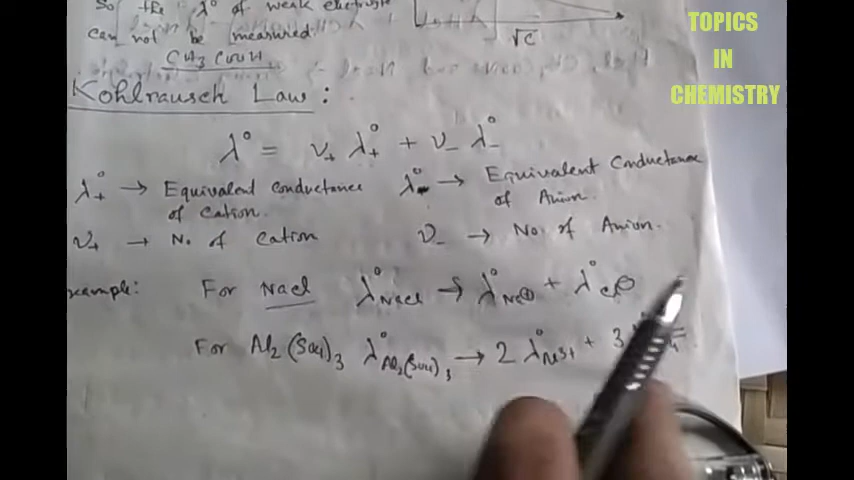 So the λ° of weak electrolyte
can not be measured.
√C
CH3COOH
Kohlrausch Law :
λ° = ν+ λ°+ + ν- λ°-
λ°+ → Equivalent conductance of Cation.
λ°- → Equivalent Conductance of Anion.
ν+ → No. of Cation
ν- → No. of Anion.
Example: For NaCl λ°NaCl → λ°Na⊕ + λ°Cl⊖
For Al2(SO4)3 λ°Al2(SO4)3 → 2 λ°Al3+ + 3
TOPICS
IN
CHEMISTRY